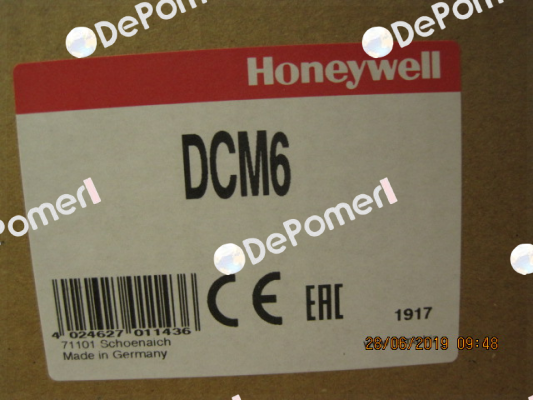 DePomerl
DePomerl
Honeywell
DCM6
DePomerl
DePomerl
CE EAC
1917
4 024627 011436
71101 Schoenaich
Made in Germany
28/06/2019 09:48